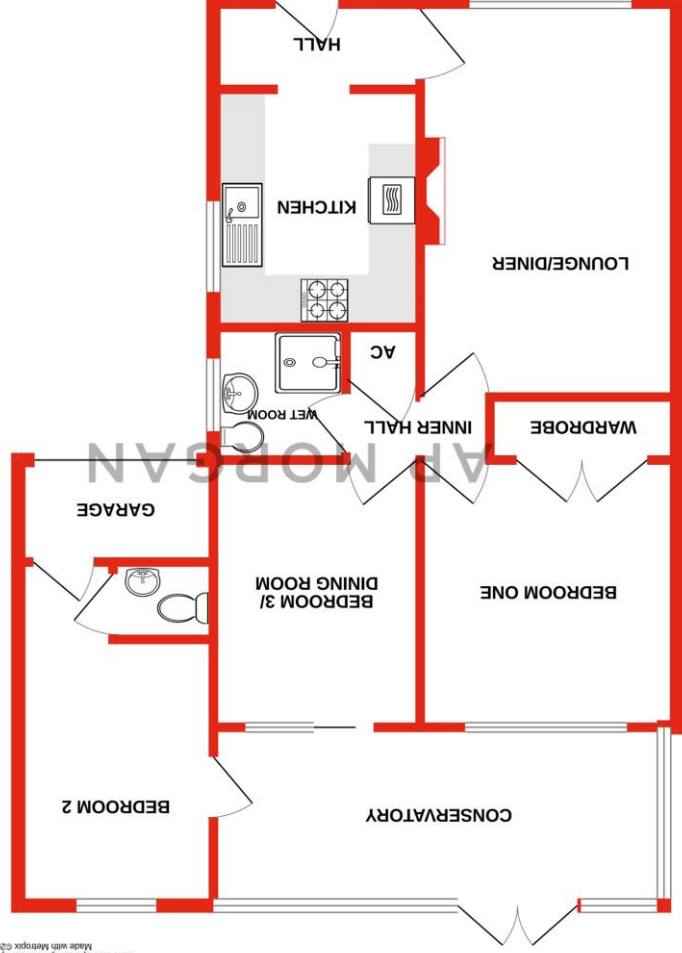 Made with Metropix ©20
CONSERVATORY
BEDROOM 2
BEDROOM ONE
BEDROOM 3/
DINING ROOM
GARAGE
AP MORGAN
WARDROBE
INNER HALL
WET ROOM
AC
LOUNGE/DINER
KITCHEN
HALL